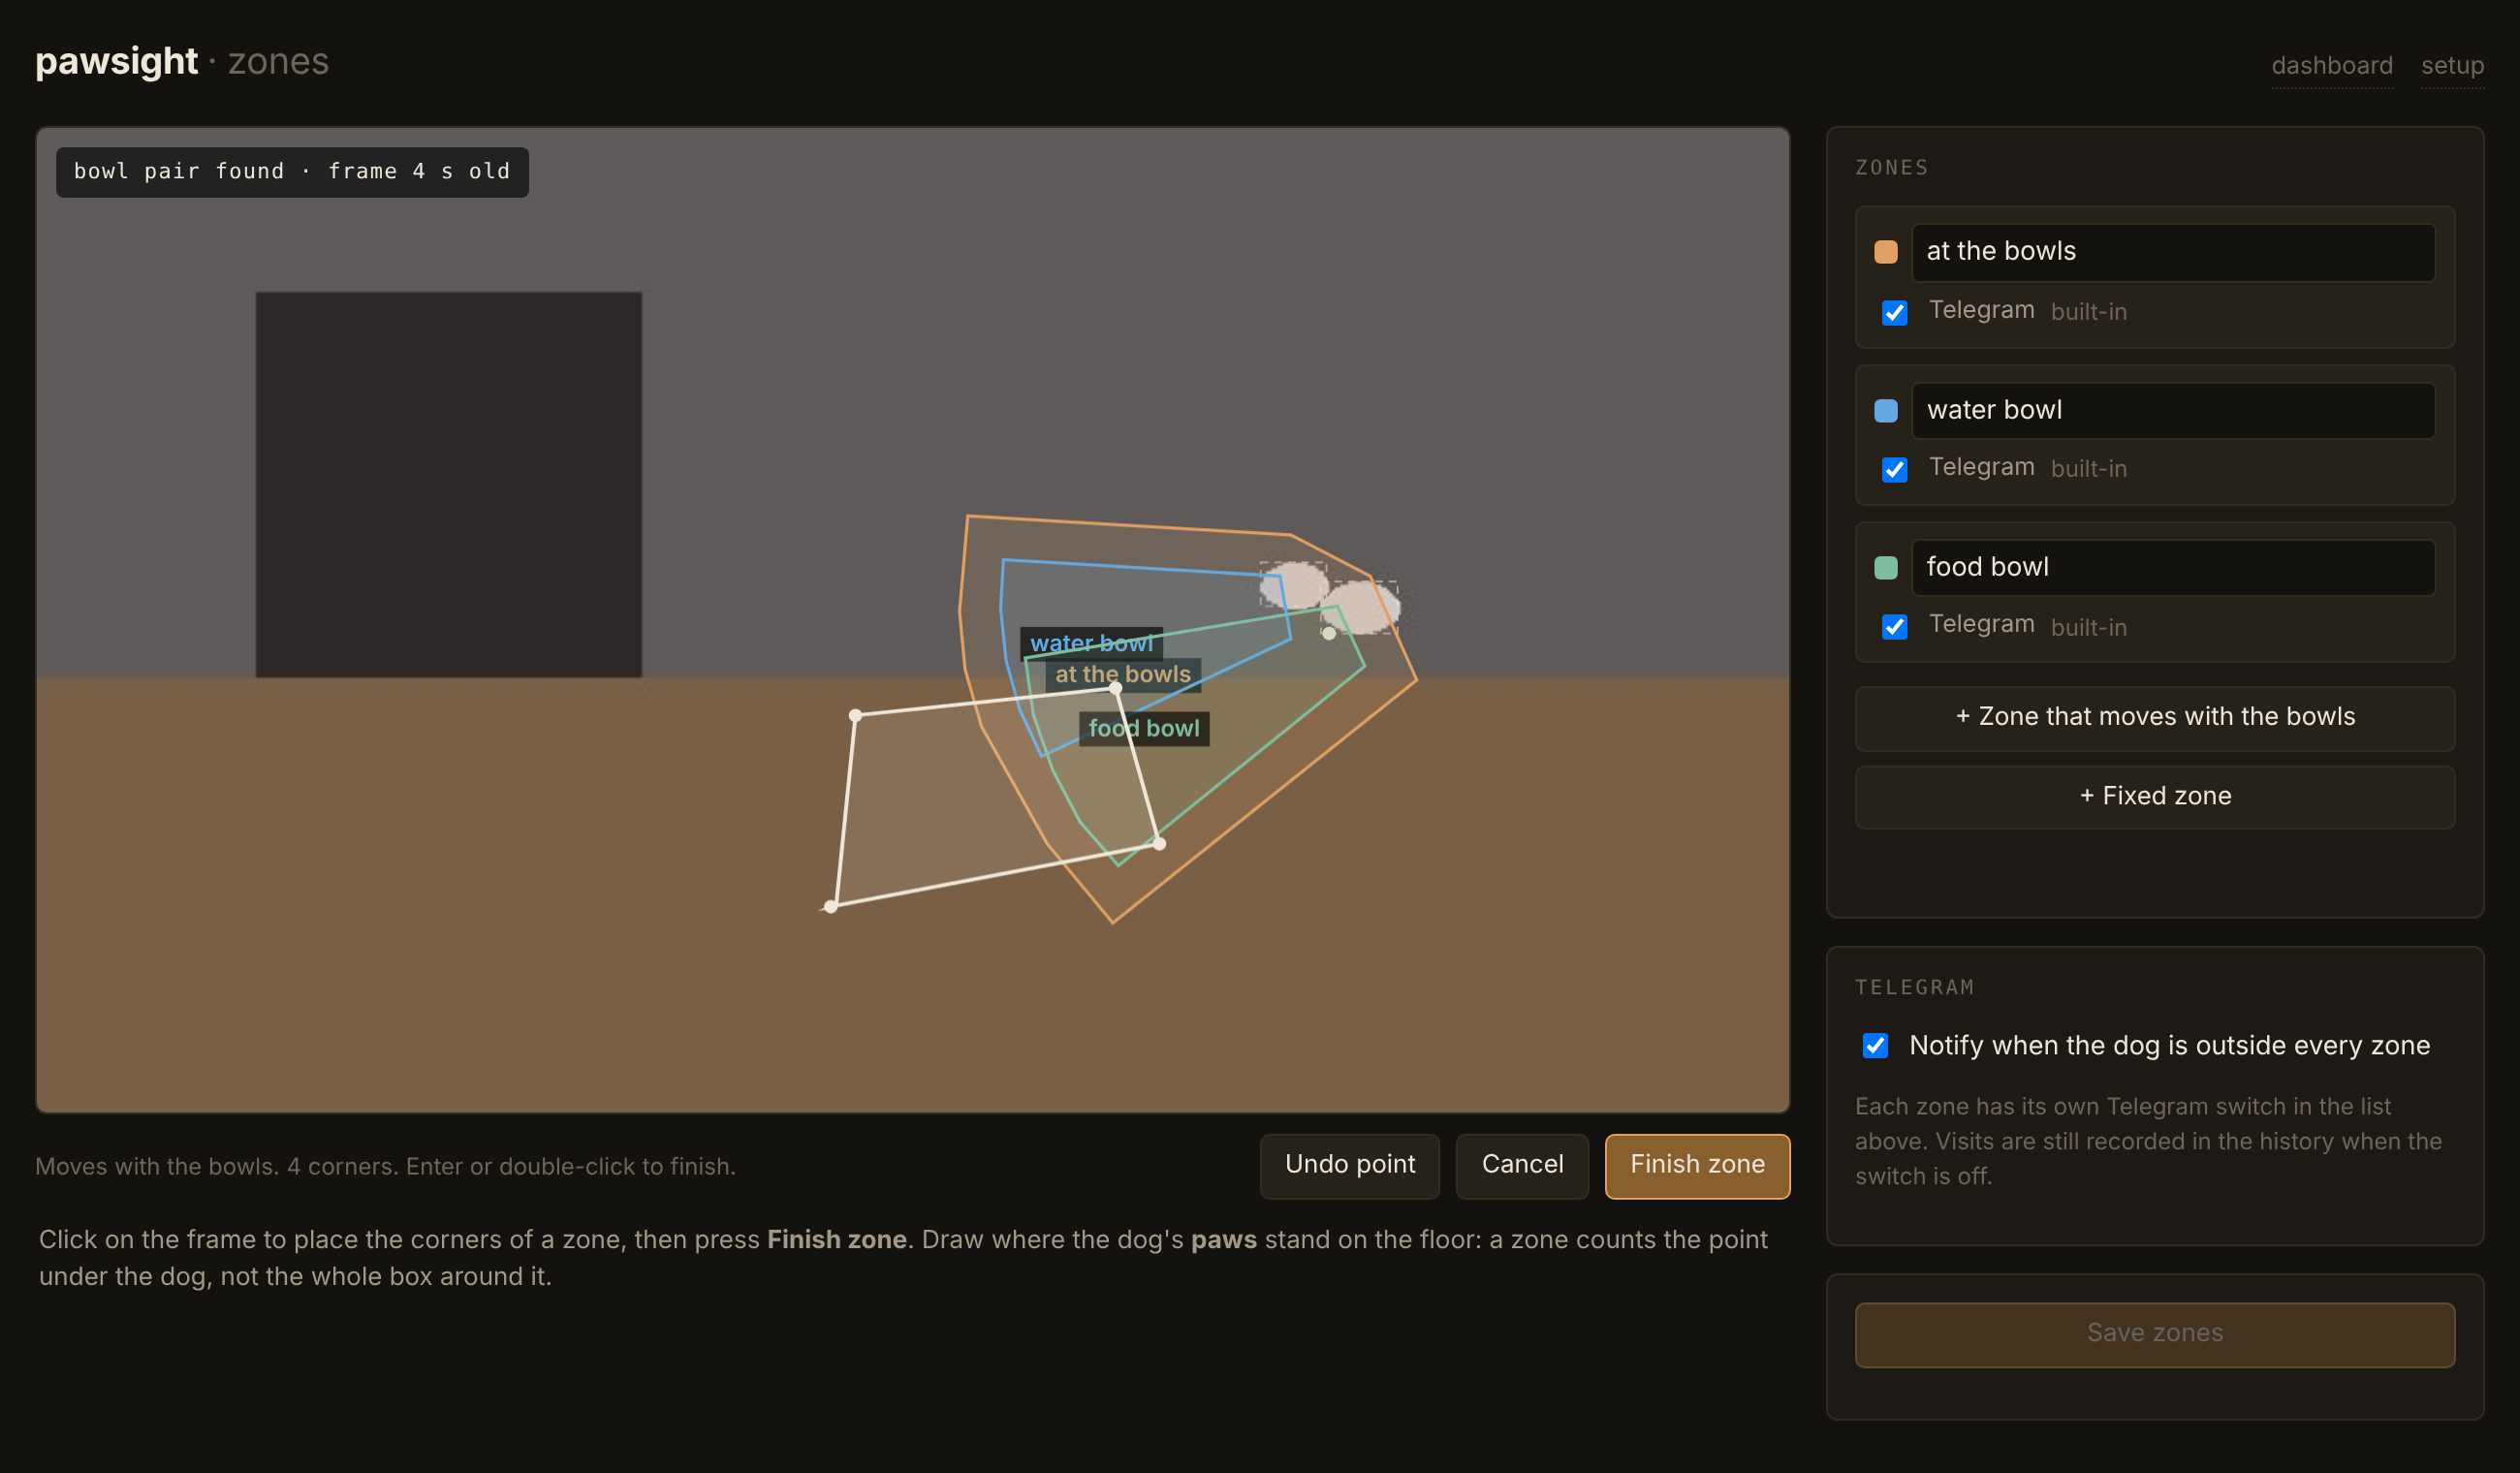 pawsight · zones
dashboard setup
bowl pair found · frame 4 s old
water bowl
at the bowls
food bowl
Moves with the bowls. 4 corners. Enter or double-click to finish.
Undo point
Cancel
Finish zone
Click on the frame to place the corners of a zone, then press Finish zone. Draw where the dog's paws stand on the floor: a zone counts the point
under the dog, not the whole box around it.
ZONES
at the bowls
Telegram built-in
water bowl
Telegram built-in
food bowl
Telegram built-in
+ Zone that moves with the bowls
+ Fixed zone
TELEGRAM
Notify when the dog is outside every zone
Each zone has its own Telegram switch in the list
above. Visits are still recorded in the history when the
switch is off.
Save zones